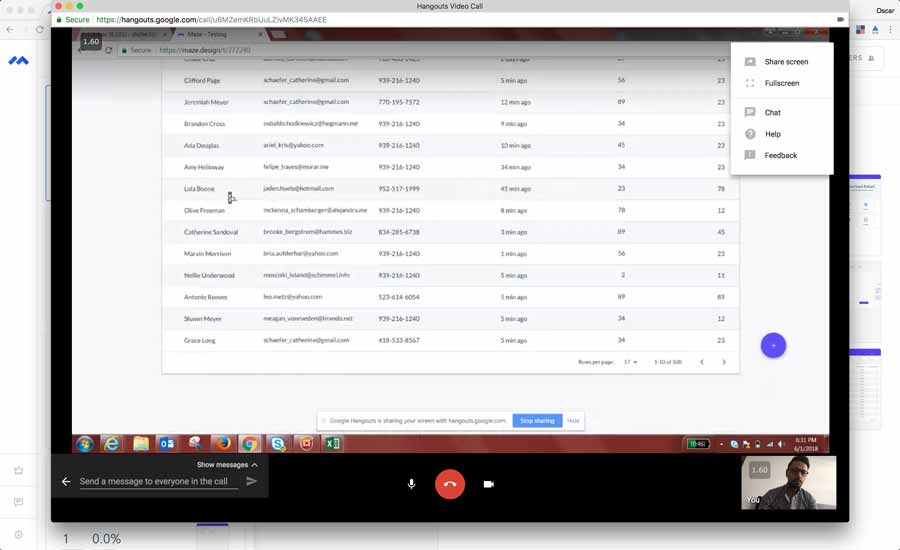 Hangouts Video Call
Secure https://hangouts.google.com/call/u6MZemKRbUuLZivMK345AAEE
Oscar
1.60
Maze - Testing
Secure https://maze.design/t/272240
ERS
Share screen
Fullscreen
Chat
Help
Feedback
Clifford Page schaefer_catherine@gmail.com 939-216-1240 5 min ago 56 23
Jeremiah Meyer schaefer_catherine@gmail.com 770-195-7572 12 min ago 89 23
Brandon Cross osbaldo.hodkiewicz@hegmann.me 939-216-1240 9 min ago 34 23
Ada Douglas ariel_kris@yahoo.com 939-216-1240 10 min ago 45 23
Amy Holloway felipe_hayes@morar.me 939-216-1240 34 min ago 34 23
Lola Boone jaden.huels@hotmail.com 952-517-1999 45 min ago 23 78
Olive Freeman mckenna_schamberger@alejandra.me 939-216-1240 8 min ago 78 12
Catherine Sandoval brooke_bergstrom@hammes.biz 834-285-6738 3 min ago 89 45
Marvin Morrison bria.aufderhar@yahoo.com 939-216-1240 1 min ago 56 23
Nellie Underwood mosciski_leland@schimmel.info 939-216-1240 5 min ago 2 11
Antonio Reeves leo.metz@yahoo.com 523-614-6054 5 min ago 89 89
Shawn Meyer meagan_vonrueden@brando.net 939-216-1240 5 min ago 34 12
Grace Long schaefer_catherine@gmail.com 418-533-8567 5 min ago 34 23
Rows per page: 17 1-10 of 100
Google Hangouts is sharing your screen with hangouts.google.com. Stop sharing Hide
8:31 PM
6/1/2018
Show messages
Send a message to everyone in the call
1.60
You
1 0.0%